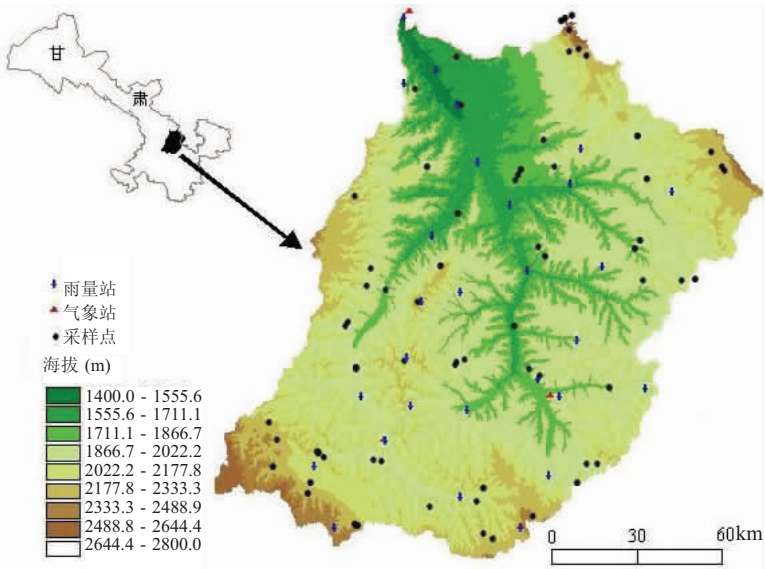 甘
肃
雨量站
气象站
采样点
海拔 (m)
1400.0 - 1555.6
1555.6 - 1711.1
1711.1 - 1866.7
1866.7 - 2022.2
2022.2 - 2177.8
2177.8 - 2333.3
2333.3 - 2488.9
2488.8 - 2644.4
2644.4 - 2800.0
0 30 60km